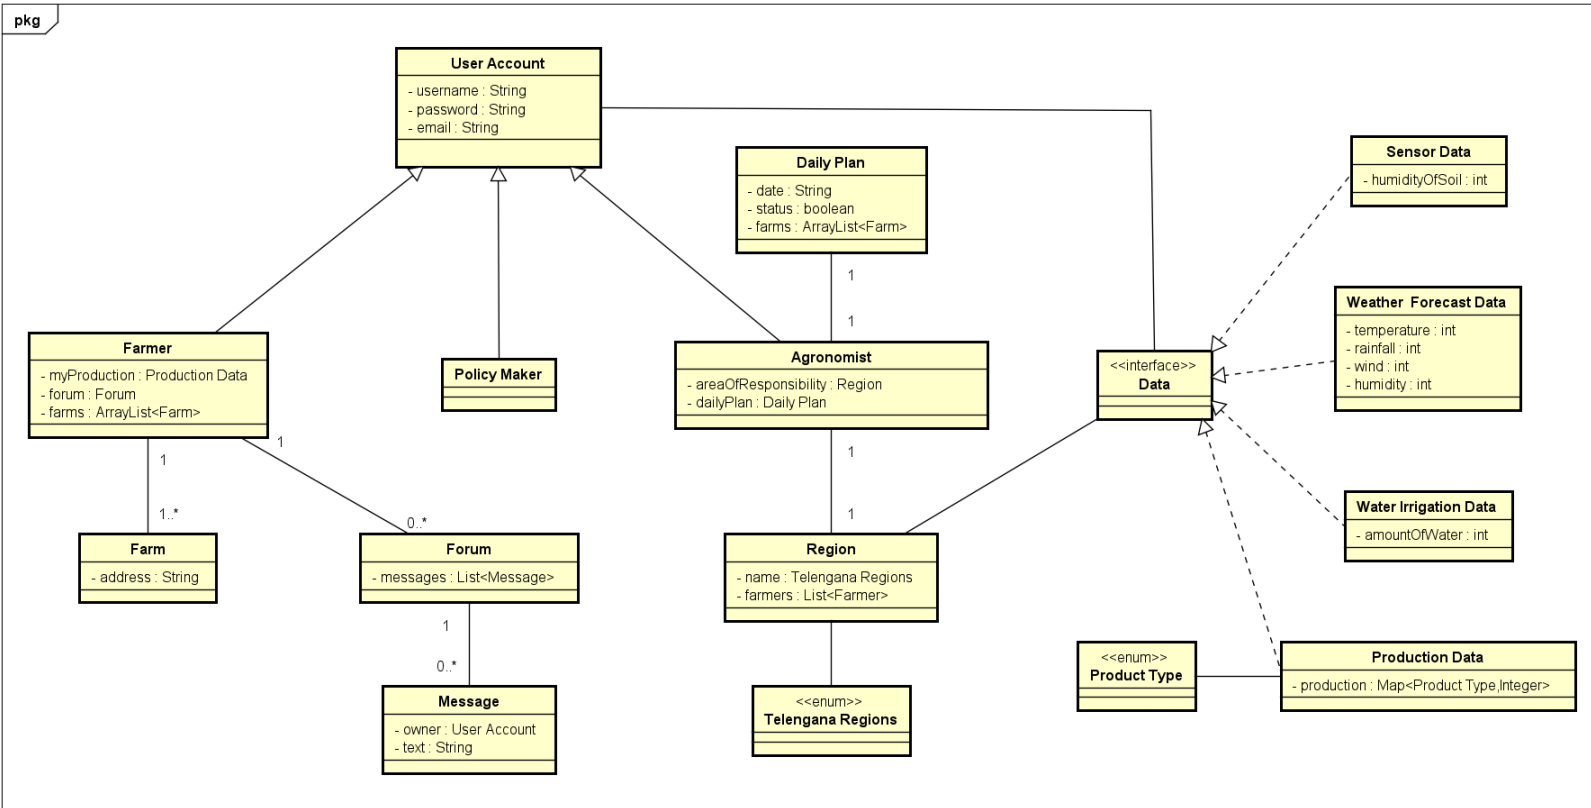 pkg
User Account
- username : String
- password : String
- email : String
Daily Plan
- date : String
- status : boolean
- farms : ArrayList<Farm>
1
1
Sensor Data
- humidityOfSoil : int
Weather  Forecast Data
- temperature : int
- rainfall : int
- wind : int
- humidity : int
Farmer
- myProduction : Production Data
- forum : Forum
- farms : ArrayList<Farm>
Policy Maker
Agronomist
- areaOfResponsibility : Region
- dailyPlan : Daily Plan
<<interface>>
Data
1
1..*
1
0..*
1
1
Water Irrigation Data
- amountOfWater : int
Farm
- address : String
Forum
- messages : List<Message>
Region
- name : Telengana Regions
- farmers : List<Farmer>
1
0..*
<<enum>>
Product Type
Production Data
- production : Map<Product Type,Integer>
Message
- owner : User Account
- text : String
<<enum>>
Telengana Regions